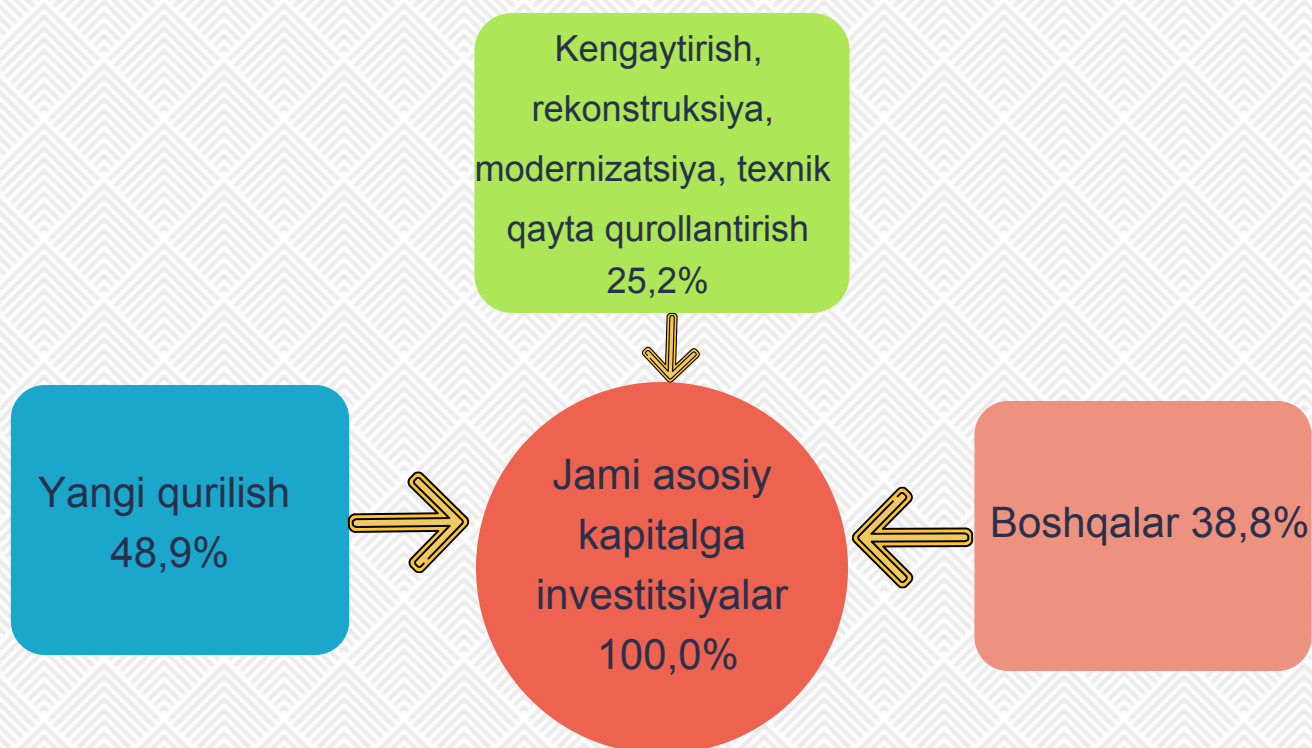 Kengaytirish,
rekonstruksiya,
modernizatsiya, texnik
qayta qurollantirish
25,2%
Yangi qurilish
48,9%
Jami asosiy
kapitalga
investitsiyalar
100,0%
Boshqalar 38,8%